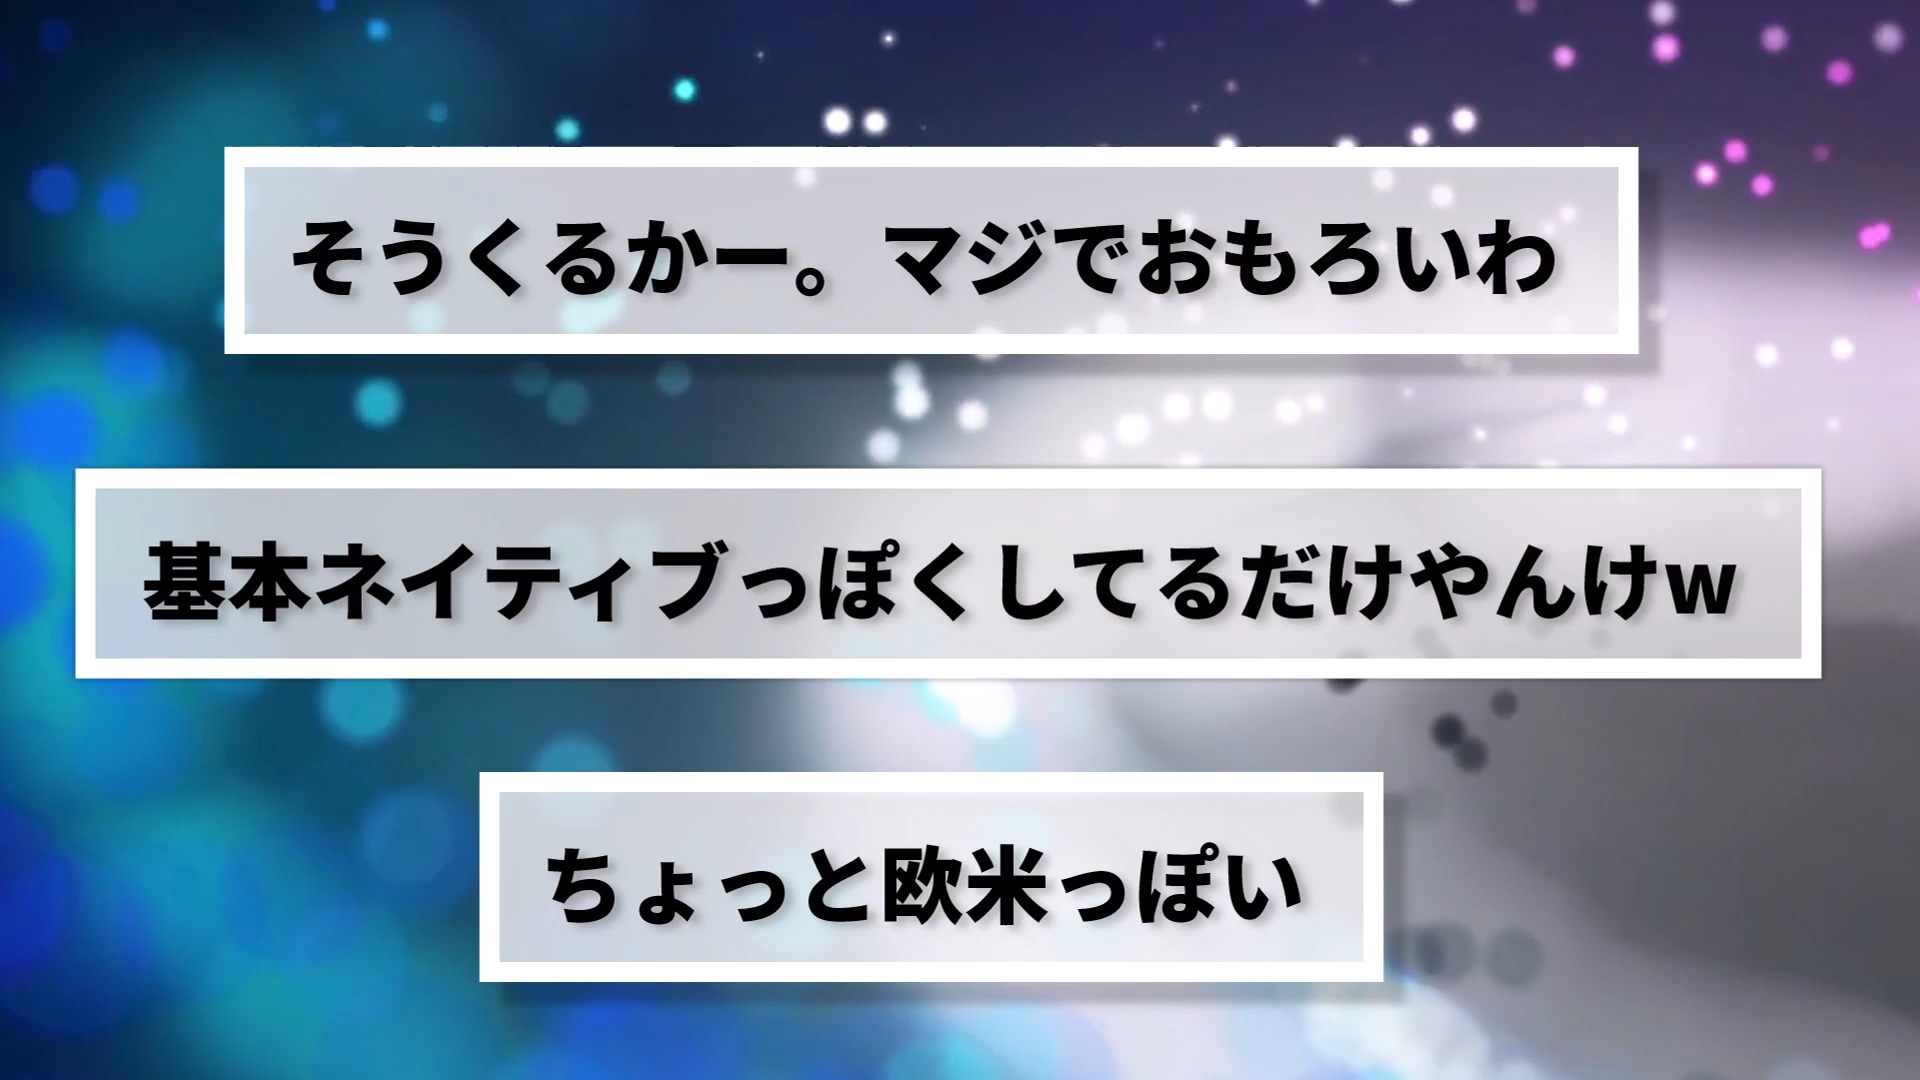 そうくるかー。マジでおもろいわ
基本ネイティブっぽくしてるだけやんけw
ちょっと欧米っぽい